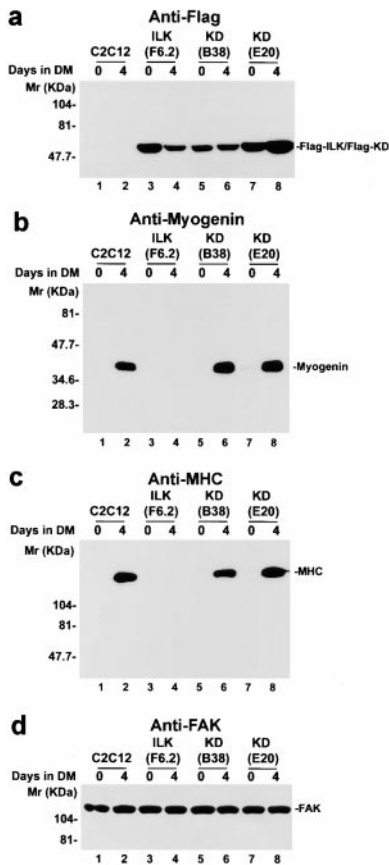 a
Anti-Flag
ILK KD KD
C2C12 (F6.2) (B38) (E20)
Days in DM 0 4 0 4 0 4 0 4
Mr (KDa)
104-
81-
-Flag-ILK/Flag-KD
47.7-
1 2 3 4 5 6 7 8
b
Anti-Myogenin
ILK KD KD
C2C12 (F6.2) (B38) (E20)
Days in DM 0 4 0 4 0 4 0 4
Mr (KDa)
81-
47.7-
-Myogenin
34.6-
28.3-
1 2 3 4 5 6 7 8
c
Anti-MHC
ILK KD KD
C2C12 (F6.2) (B38) (E20)
Days in DM 0 4 0 4 0 4 0 4
Mr (KDa)
-MHC
104-
81-
47.7-
1 2 3 4 5 6 7 8
d
Anti-FAK
ILK KD KD
C2C12 (F6.2) (B38) (E20)
Days in DM 0 4 0 4 0 4 0 4
Mr (KDa)
-FAK
104-
81-
1 2 3 4 5 6 7 8